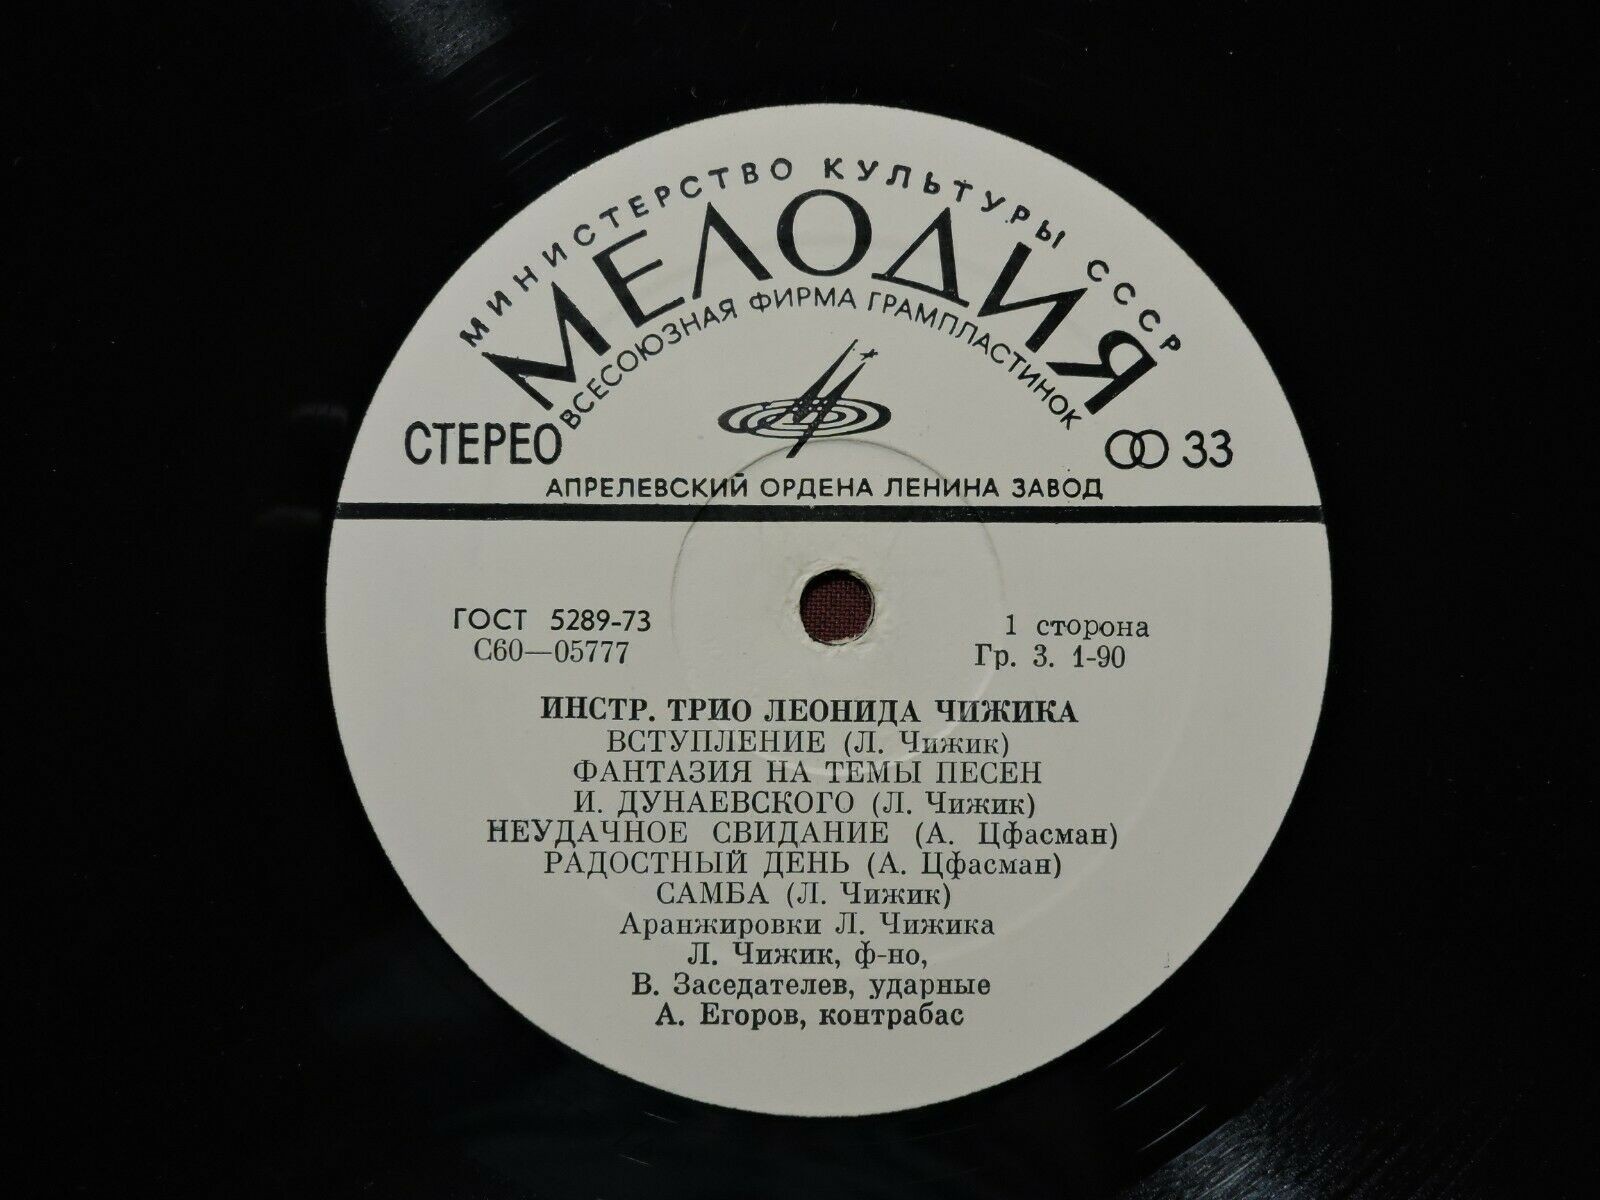 МИНИСТЕРСТВО КУЛЬТУРЫ СССР
МЕЛОДИЯ
ВСЕСОЮЗНАЯ ФИРМА ГРАМПЛАСТИНОК
СТЕРЕО 33
АПРЕЛЕВСКИЙ ОРДЕНА ЛЕНИНА ЗАВОД
ГОСТ 5289-73 1 сторона
С60—05777 Гр. 3. 1-90
ИНСТР. ТРИО ЛЕОНИДА ЧИЖИКА
ВСТУПЛЕНИЕ (Л. Чижик)
ФАНТАЗИЯ НА ТЕМЫ ПЕСЕН
И. ДУНАЕВСКОГО (Л. Чижик)
НЕУДАЧНОЕ СВИДАНИЕ (А. Цфасман)
РАДОСТНЫЙ ДЕНЬ (А. Цфасман)
САМБА (Л. Чижик)
Аранжировки Л. Чижика
Л. Чижик, ф-но,
В. Заседателев, ударные
А. Егоров, контрабас